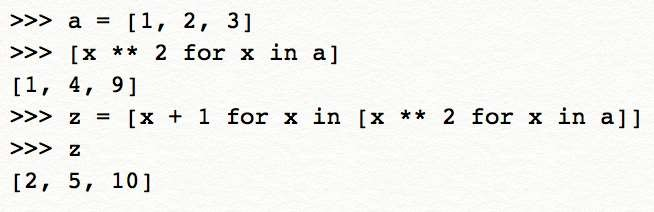 >>> a = [1, 2, 3]
>>> [x ** 2 for x in a]
[1, 4, 9]
>>> z = [x + 1 for x in [x ** 2 for x in a]]
>>> z
[2, 5, 10]